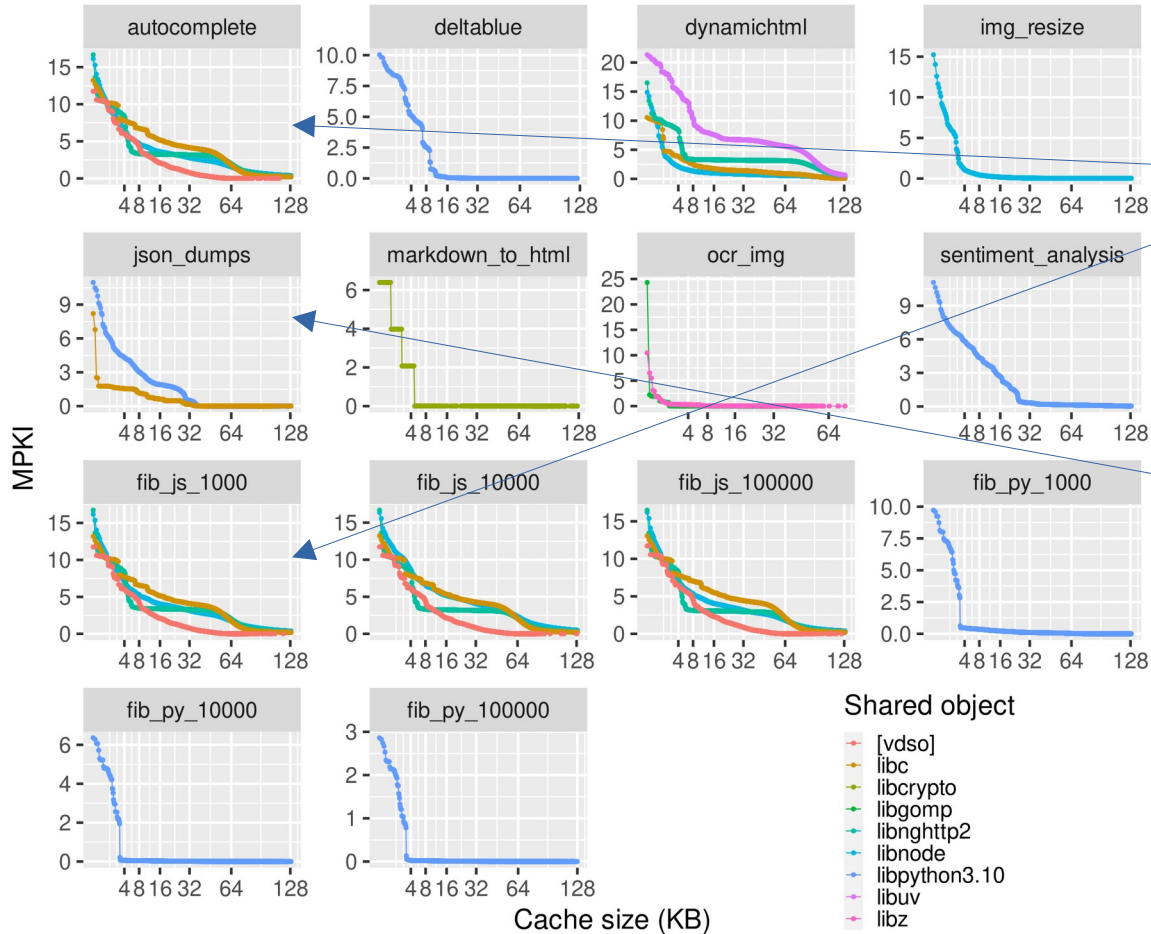 autocomplete
deltablue
dynamichtml
img_resize
15
10
5
0
4 8 16 32 64 128
10.0
7.5
5.0
2.5
0.0
4 8 16 32 64 128
20
15
10
5
0
4 8 16 32 64 128
15
10
5
0
4 8 16 32 64 128
json_dumps
markdown_to_html
ocr_img
sentiment_analysis
9
6
3
0
4 8 16 32 64 128
6
4
2
0
4 8 16 32 64 128
25
20
15
10
5
0
4 8 16 32 64
9
6
3
0
4 8 16 32 64 128
MPKI
fib_js_1000
fib_js_10000
fib_js_100000
fib_py_1000
15
10
5
0
4 8 16 32 64 128
15
10
5
0
4 8 16 32 64 128
15
10
5
0
4 8 16 32 64 128
10.0
7.5
5.0
2.5
0.0
4 8 16 32 64 128
fib_py_10000
fib_py_100000
6
4
2
0
4 8 16 32 64 128
3
2
1
0
4 8 16 32 64 128
Cache size (KB)
Shared object
[vdso]
libc
libcrypto
libgomp
libnghttp2
libnode
libpython3.10
libuv
libz